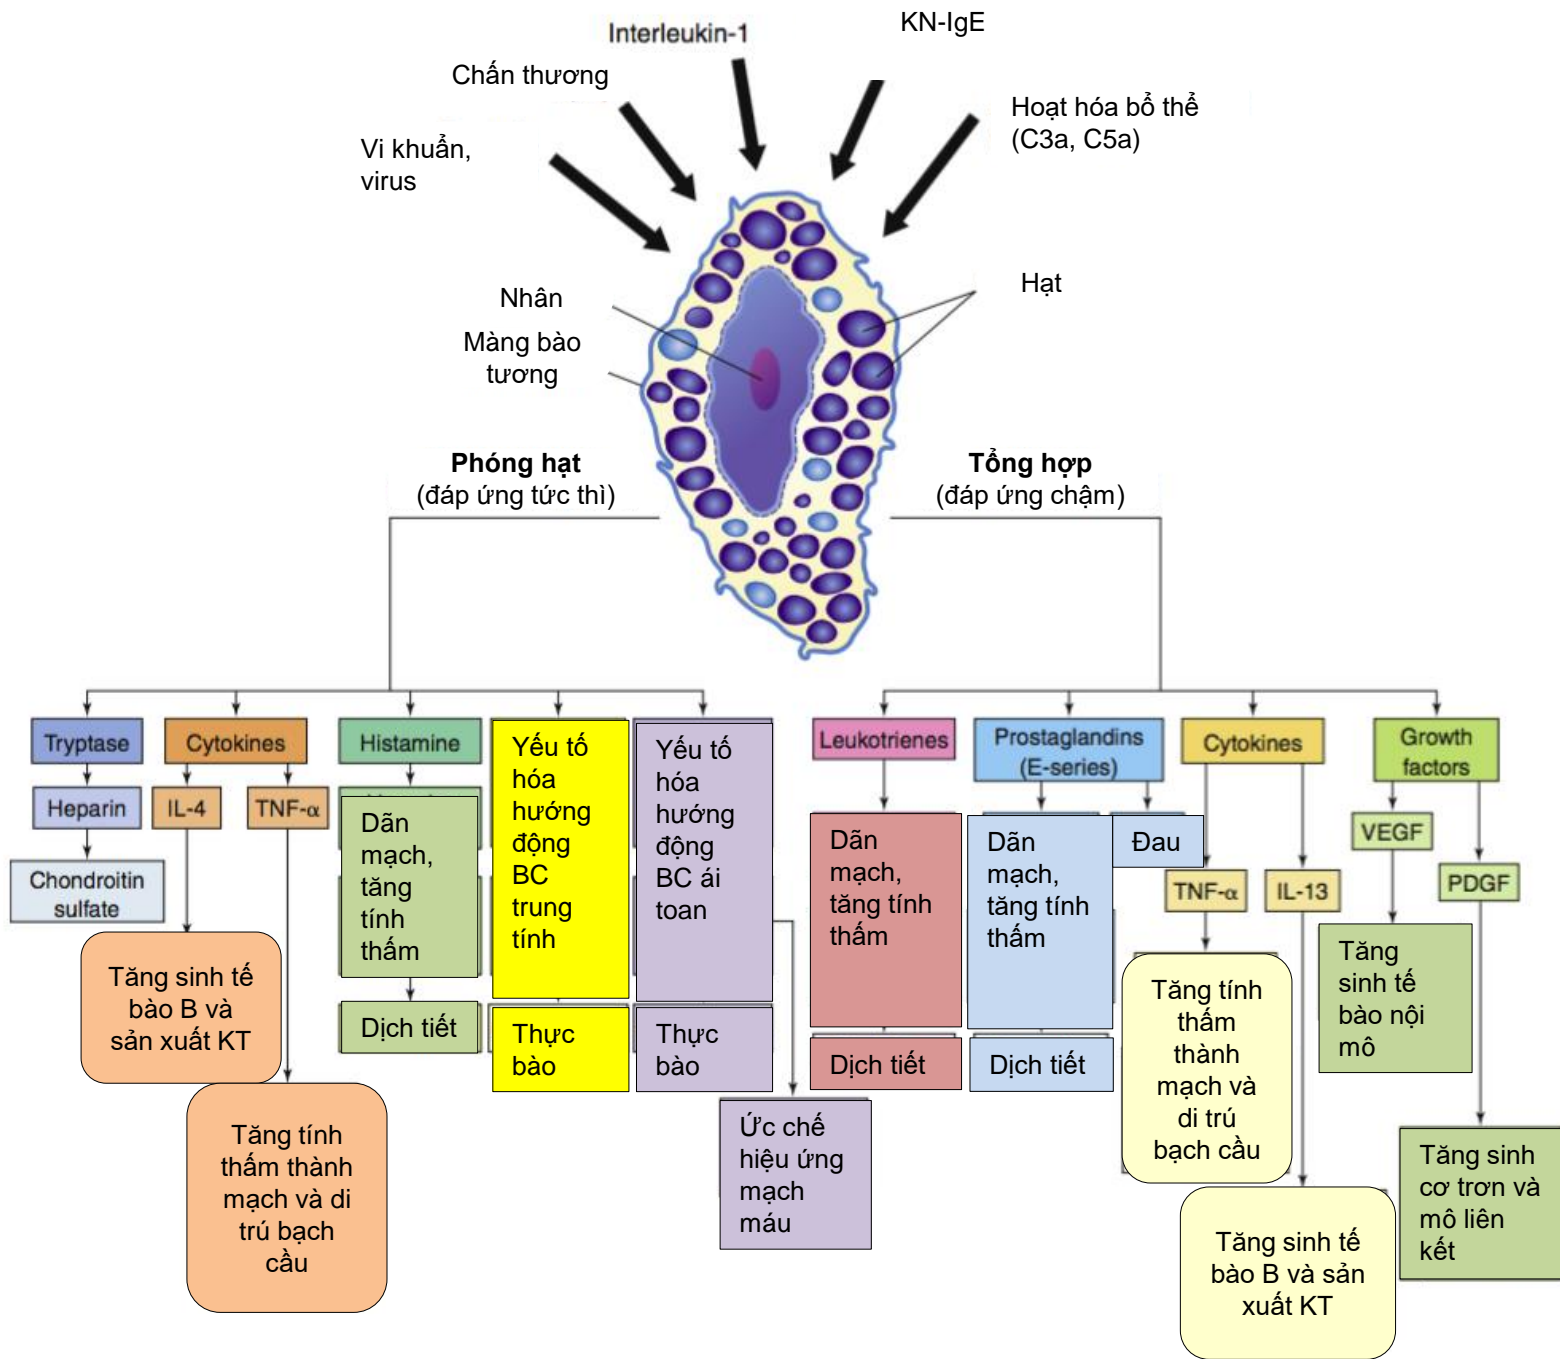 Interleukin-1
KN-IgE
Chấn thương
Hoạt hóa bổ thể
(C3a, C5a)
Vi khuẩn,
virus
Nhân
Hạt
Màng bào
tương
Phóng hạt
(đáp ứng tức thì)
Tổng hợp
(đáp ứng chậm)
Tryptase
Heparin
Chondroitin
sulfate
Cytokines
IL-4
TNF-α
Tăng sinh tế
bào B và
sản xuất KT
Tăng tính
thấm thành
mạch và di
trú bạch
cầu
Histamine
Dãn
mạch,
tăng
tính
thấm
Dịch tiết
Yếu tố
hóa
hướng
động
BC
trung
tính
Thực
bào
Yếu tố
hóa
hướng
động
BC ái
toan
Thực
bào
Ức chế
hiệu ứng
mạch
máu
Leukotrienes
Dãn
mạch,
tăng tính
thấm
Dịch tiết
Prostaglandins
(E-series)
Dãn
mạch,
tăng tính
thấm
Dịch tiết
Đau
Cytokines
TNF-α
IL-13
Tăng tính
thấm
thành
mạch và
di trú
bạch cầu
Tăng sinh tế
bào B và sản
xuất KT
Growth
factors
VEGF
PDGF
Tăng
sinh tế
bào nội
mô
Tăng sinh
cơ trơn và
mô liên
kết